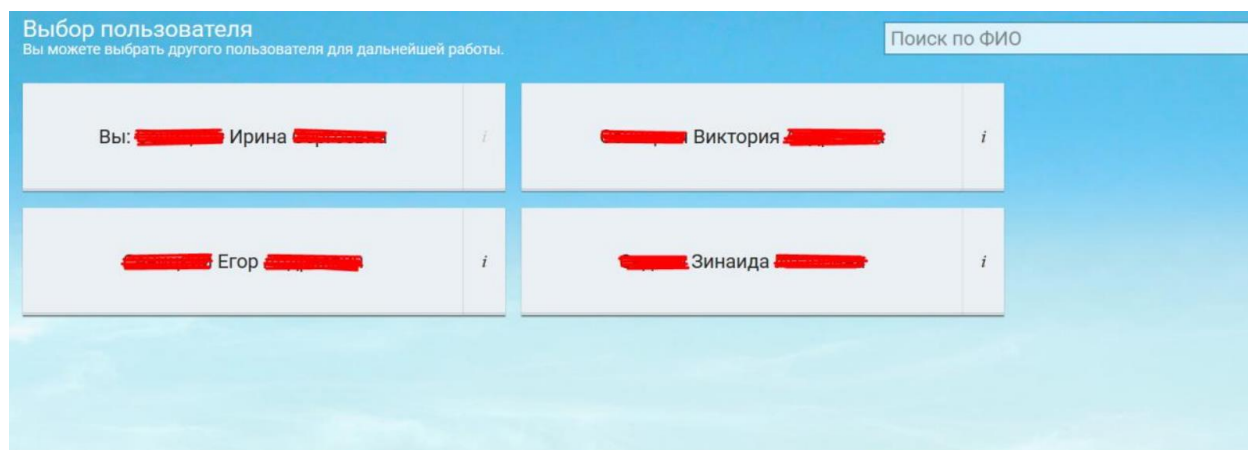 Выбор пользователя
Вы можете выбрать другого пользователя для дальнейшей работы.
Поиск по ФИО
Вы: Ирина i
Виктория i
Егор i
Зинаида i